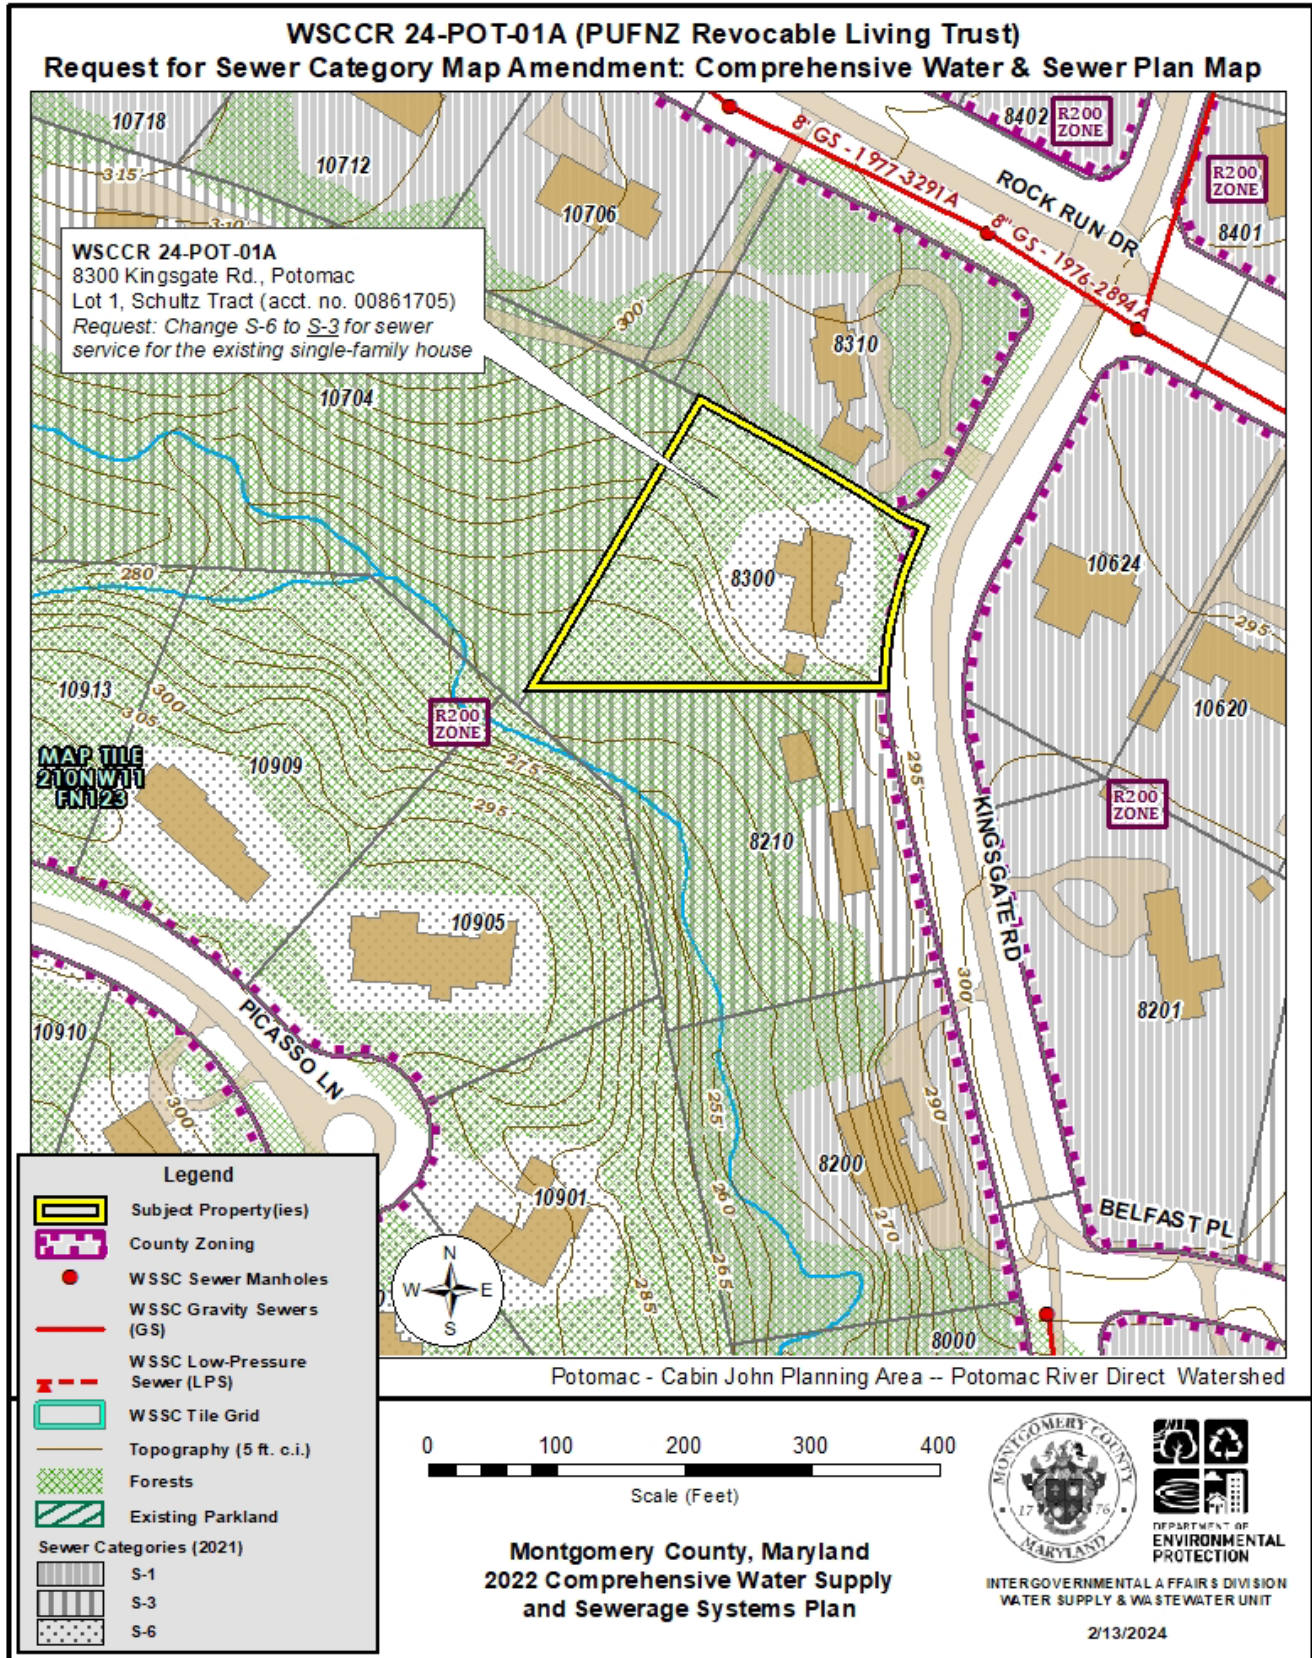 WSCCR 24-POT-01A (PUFNZ Revocable Living Trust)
Request for Sewer Category Map Amendment: Comprehensive Water & Sewer Plan Map
10718
10712
315'
310'
10706
8' GS - 1977-3291A
8" GS - 1976-2894A
ROCK RUN DR
8402
R200
ZONE
R200
ZONE
8401
WSCCR 24-POT-01A
8300 Kingsgate Rd., Potomac
Lot 1, Schultz Tract (acct. no. 00861705)
Request: Change S-6 to S-3 for sewer
service for the existing single-family house
300'
8310
10704
8300
10624
295'
10620
280'
10913
300'
305'
R200
ZONE
275'
295'
295'
R200
ZONE
MAP TILE
210NW11
FN123
10909
8210
KINGSGATE RD
10905
300'
8201
10910
PICASSO LN
300'
255'
290'
8200
10901
260'
270'
265'
285'
BELFAST PL
8000
N
W
E
S
Potomac - Cabin John Planning Area -- Potomac River Direct Watershed
Legend
Subject Property(ies)
County Zoning
WSSC Sewer Manholes
WSSC Gravity Sewers
(GS)
WSSC Low-Pressure
Sewer (LPS)
WSSC Tile Grid
Topography (5 ft. c.i.)
Forests
Existing Parkland
Sewer Categories (2021)
S-1
S-3
S-6
0 100 200 300 400
Scale (Feet)
Montgomery County, Maryland
2022 Comprehensive Water Supply
and Sewerage Systems Plan
MONTGOMERY COUNTY
17 76
MARYLAND
DEPARTMENT OF
ENVIRONMENTAL
PROTECTION
INTERGOVERNMENTAL AFFAIRS DIVISION
WATER SUPPLY & WASTEWATER UNIT
2/13/2024